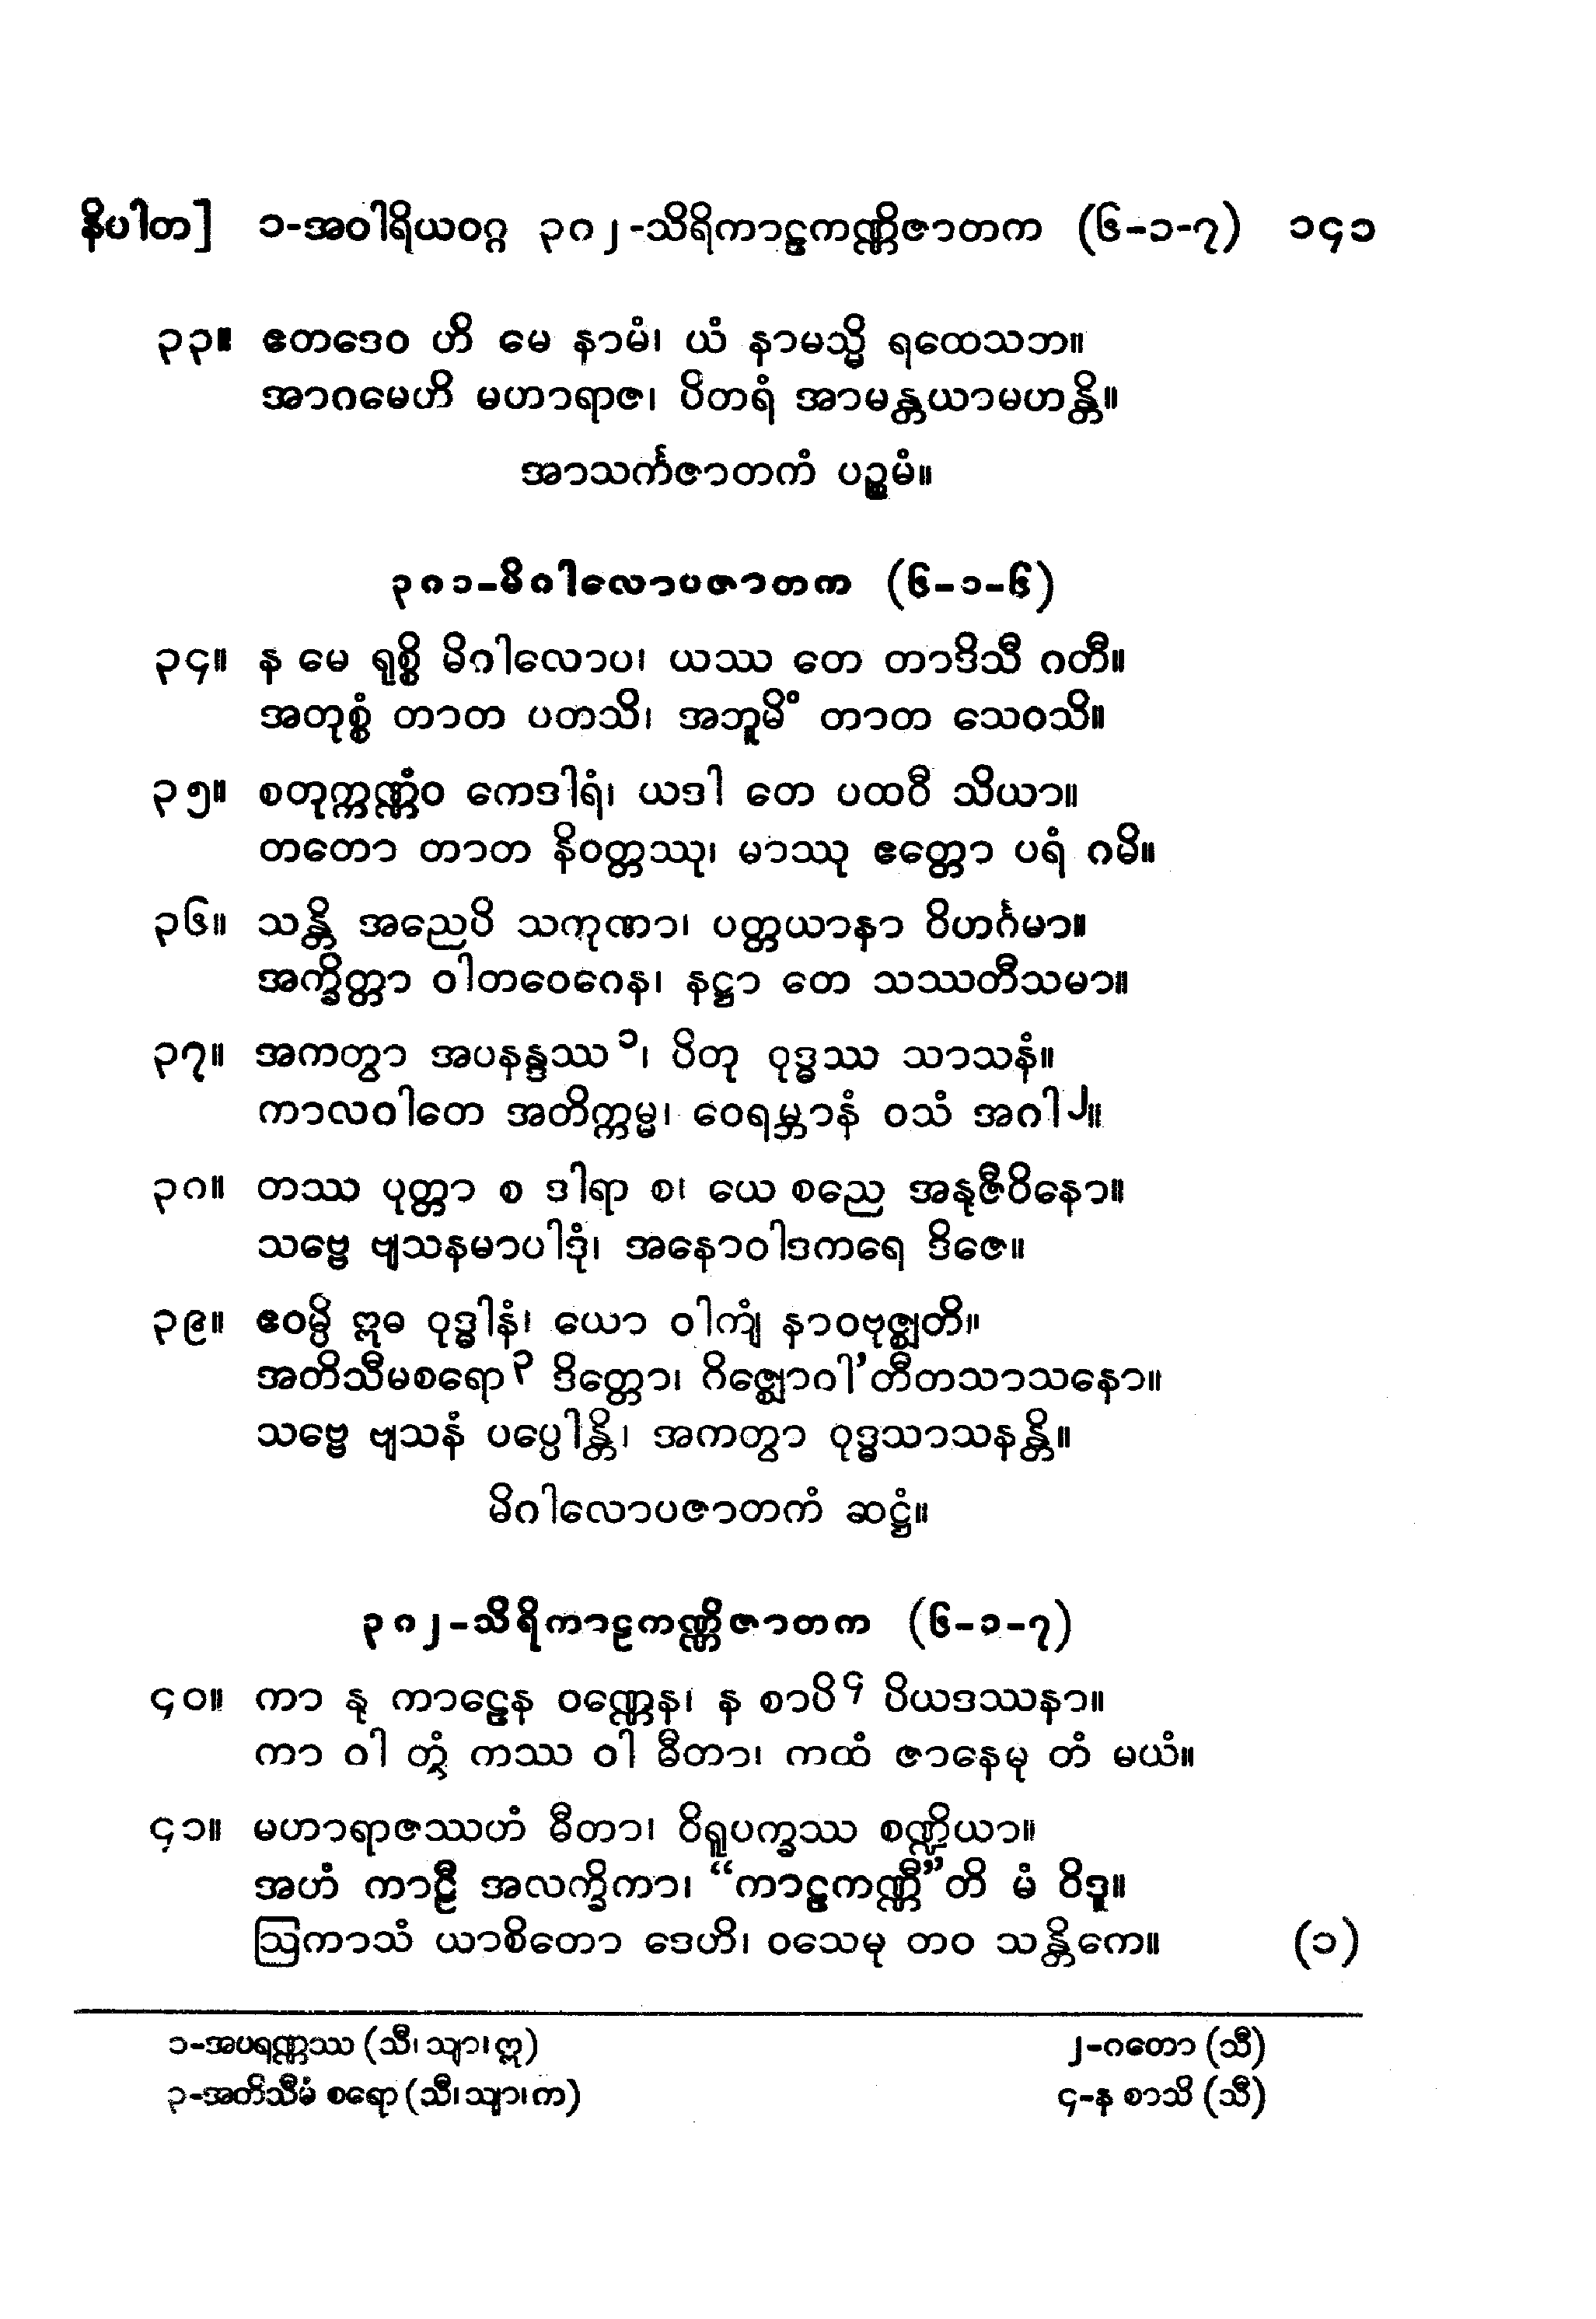 နိပါတ] ၁-အဝါရိယဝဂ္ဂ ၃၈၂-သိရိကာဠကဏ္ဏိဇာတက (၆-၁-၇) ၁၄၁
၃၃။ ဧတဒေဝ ဟိ မေ နာမံ၊ ယံ နာမသ္မိ ရထေသဘ။
အာဂမေဟိ မဟာရာဇ၊ ပိတရံ အာမန္တယာမဟန္တိ။
အာသင်္ကဇာတကံ ပဉ္စမံ။
၃၈၁-မိဂါလောပဇာတက (၆-၁-၆)
၃၄။ န မေ ရုစ္စိ မိဂါလောပ၊ ယဿ တေ တာဒိသီ ဂတီ။
အတုစ္စံ တာတ ပတသိ၊ အဘူမိံ တာတ သေဝသိ။
၃၅။ စတုက္ကဏ္ဏံဝ ကေဒါရံ၊ ယဒါ တေ ပထဝီ သိယာ။
တတော တာတ နိဝတ္တဿု၊ မာဿု ဧတ္တော ပရံ ဂမိ။
၃၆။ သန္တိ အညေပိ သကုဏာ၊ ပတ္တယာနာ ဝိဟင်္ဂမာ။
အက္ခိတ္တာ ဝါတဝေဂေန၊ နဋ္ဌာ တေ သဿတီသမာ။
၃၇။ အကတွာ အပနန္ဒဿ ၁၊ ပိတု ဝုဒ္ဓဿ သာသနံ။
ကာလဝါတေ အတိက္ကမ္မ၊ ဝေရမ္ဘာနံ ဝသံ အဂါ ၂။
၃၈။ တဿ ပုတ္တာ စ ဒါရာ စ၊ ယေ စညေ အနုဇီဝိနော။
သဗ္ဗေ ဗျသနမာပါဒုံ၊ အနောဝါဒကရေ ဒိဇေ။
၃၉။ ဧဝမ္ပိ ဣဓ ဝုဒ္ဓါနံ၊ ယော ဝါကျံ နာဝဗုဇ္ဈတိ။
အတိသီမစရော ၃ ဒိတ္တော၊ ဂိဇ္ဈောဝါ’တီတသာသနော။
သဗ္ဗေ ဗျသနံ ပပ္ပေါန္တိ၊ အကတွာ ဝုဒ္ဓသာသနန္တိ။
မိဂါလောပဇာတကံ ဆဋ္ဌံ။
၃၈၂-သိရိကာဠကဏ္ဏိဇာတက (၆-၁-၇)
၄၀။ ကာ နု ကာဠေန ဝဏ္ဏေန၊ န စာပိ ၄ ပိယဒဿနာ။
ကာ ဝါ တွံ ကဿ ဝါ ဓီတာ၊ ကထံ ဇာနေမု တံ မယံ။
၄၁။ မဟာရာဇဿဟံ ဓီတာ၊ ဝိရူပက္ခဿ စဏ္ဍိယာ။
အဟံ ကာဠီ အလက္ခိကာ၊ “ကာဠကဏ္ဏီ”တိ မံ ဝိဒူ။
ဩကာသံ ယာစိတော ဒေဟိ၊ ဝသေမု တဝ သန္တိကေ။ (၁)
၁-အပရဏ္ဏဿ (သီ၊ သျာ၊ ဣ) ၂-ဂတော (သီ)
၃-အတိသီမံ စရော (သီ၊ သျာ၊ က) ၄-န စာသိ (သီ)